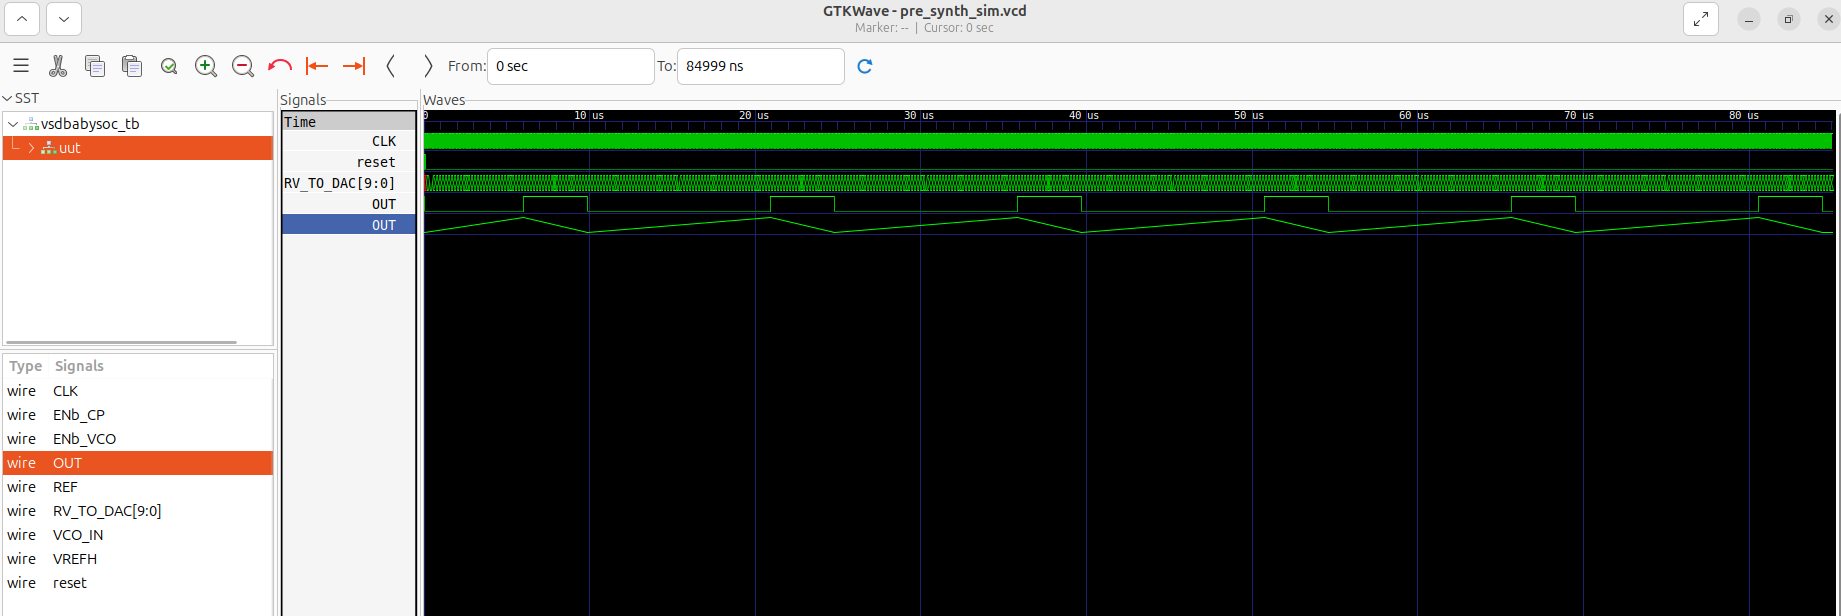 GTKWave - pre_synth_sim.vcd
Marker: -- | Cursor: 0 sec
From: 0 sec To: 84999 ns
SST
vsdbabysoc_tb
uut
Type Signals
wire CLK
wire ENb_CP
wire ENb_VCO
wire OUT
wire REF
wire RV_TO_DAC[9:0]
wire VCO_IN
wire VREFH
wire reset
Signals
Time
CLK
reset
RV_TO_DAC[9:0]
OUT
OUT
Waves
0 10 us 20 us 30 us 40 us 50 us 60 us 70 us 80 us